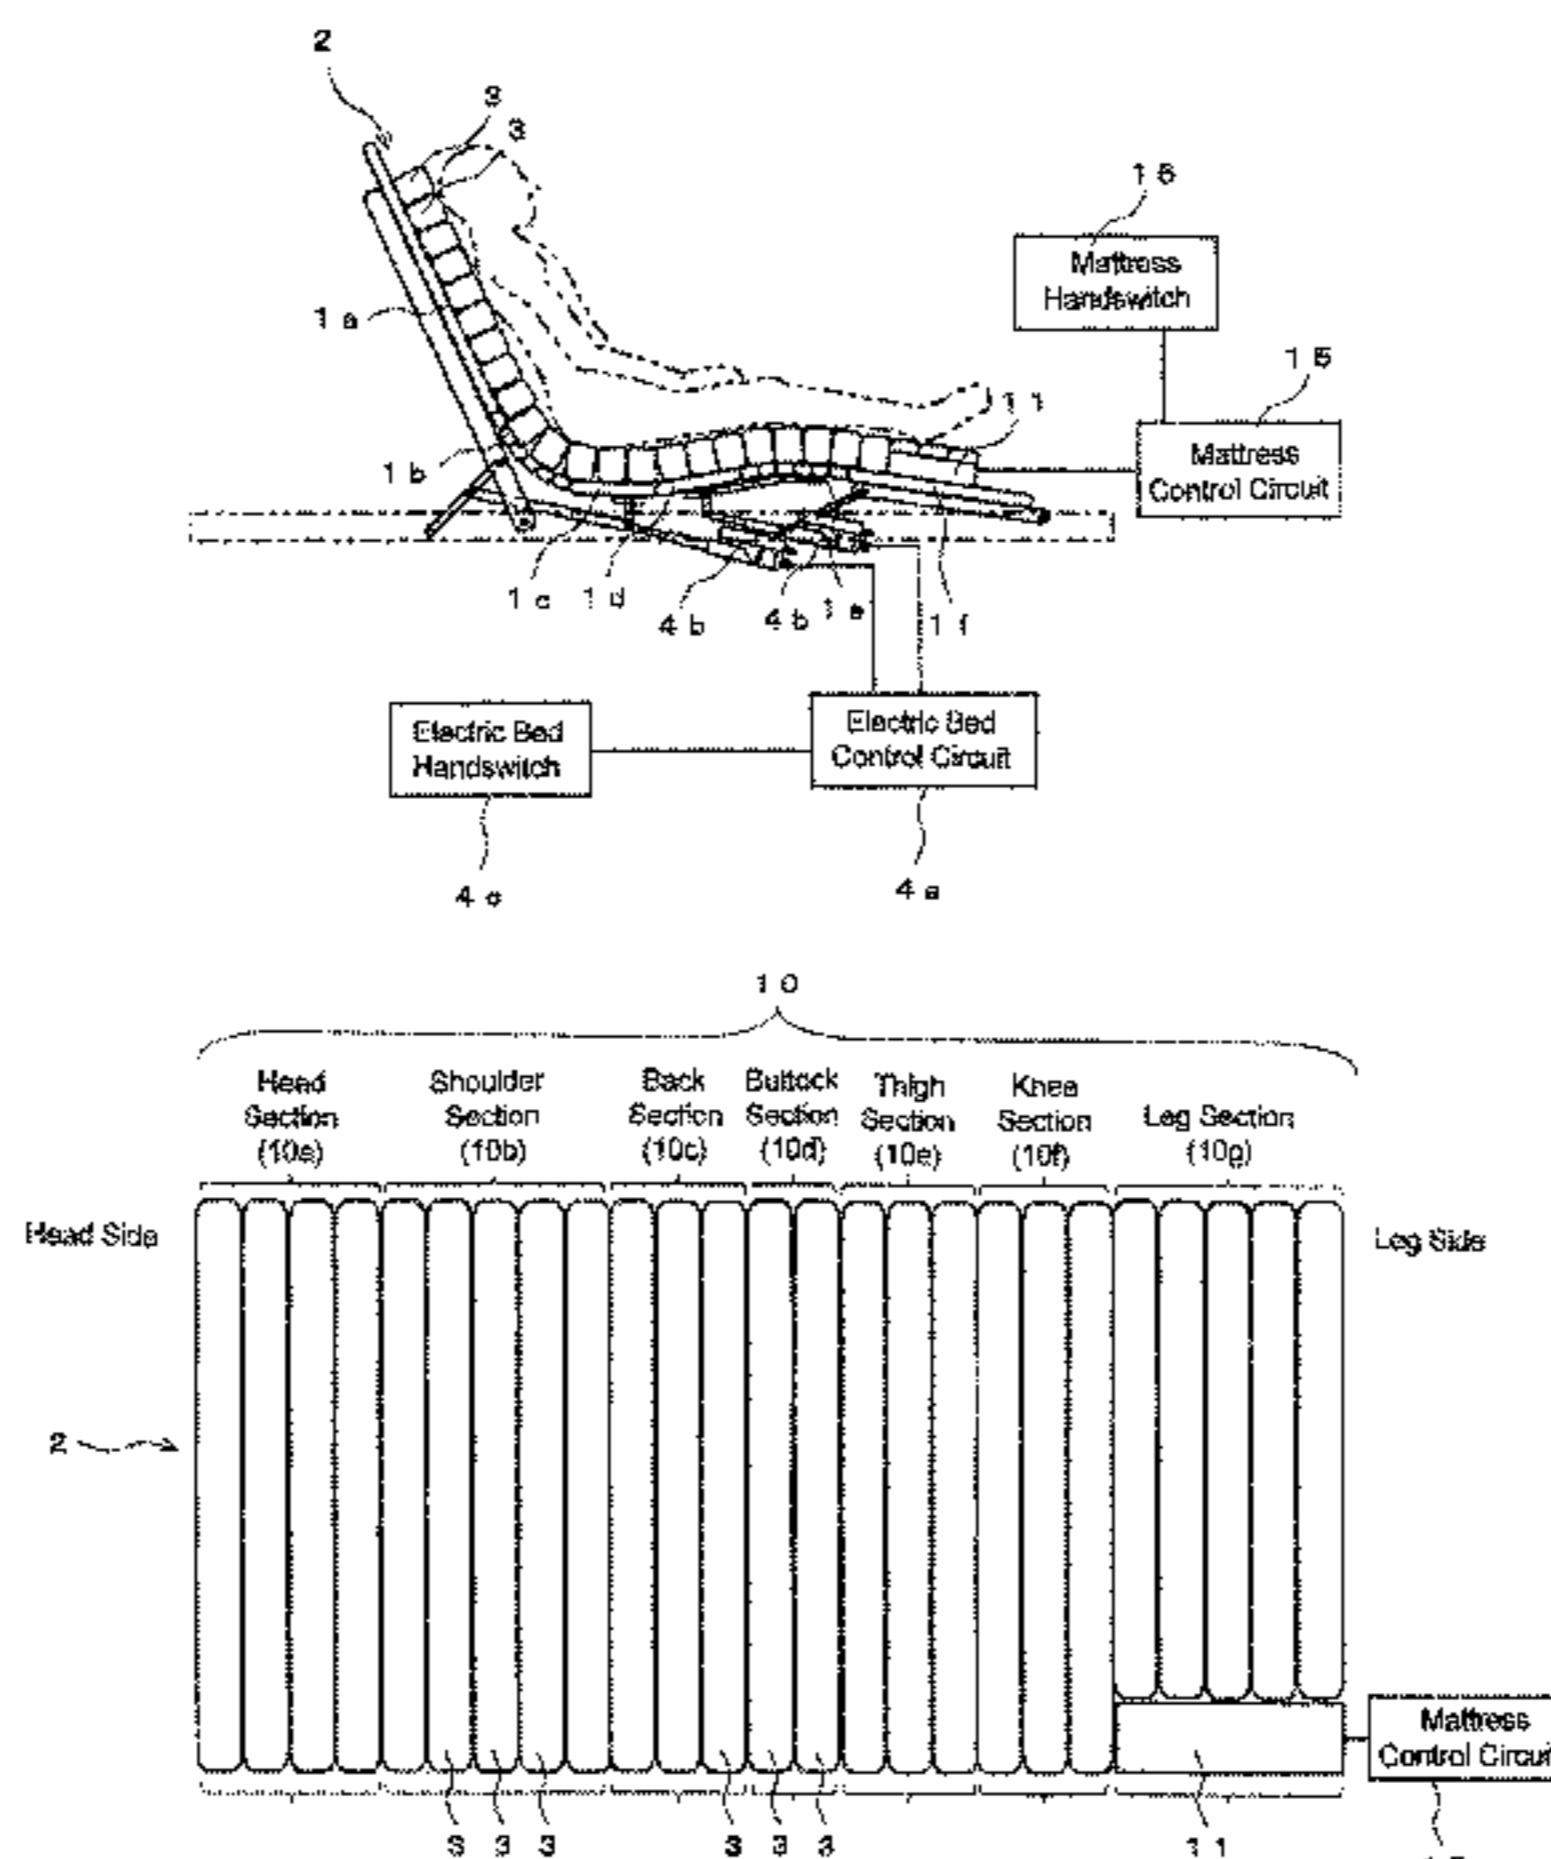 2
3
3
1 6
Mattress
Handswitch
1 a
1 5
1 1
1 b
Mattress
Control Circuit
1 c
1 d
4 b
4 b
1 e
1 f
Electric Bed
Handswitch
Electric Bed
Control Circuit
4 c
4 a
1 0
Head
Section
(10a)
Shoulder
Section
(10b)
Back
Section
(10c)
Buttock
Section
(10d)
Thigh
Section
(10e)
Knee
Section
(10f)
Leg Section
(10g)
Head Side
Leg Side
2
Mattress
3
3
3
3
3
3
1 1